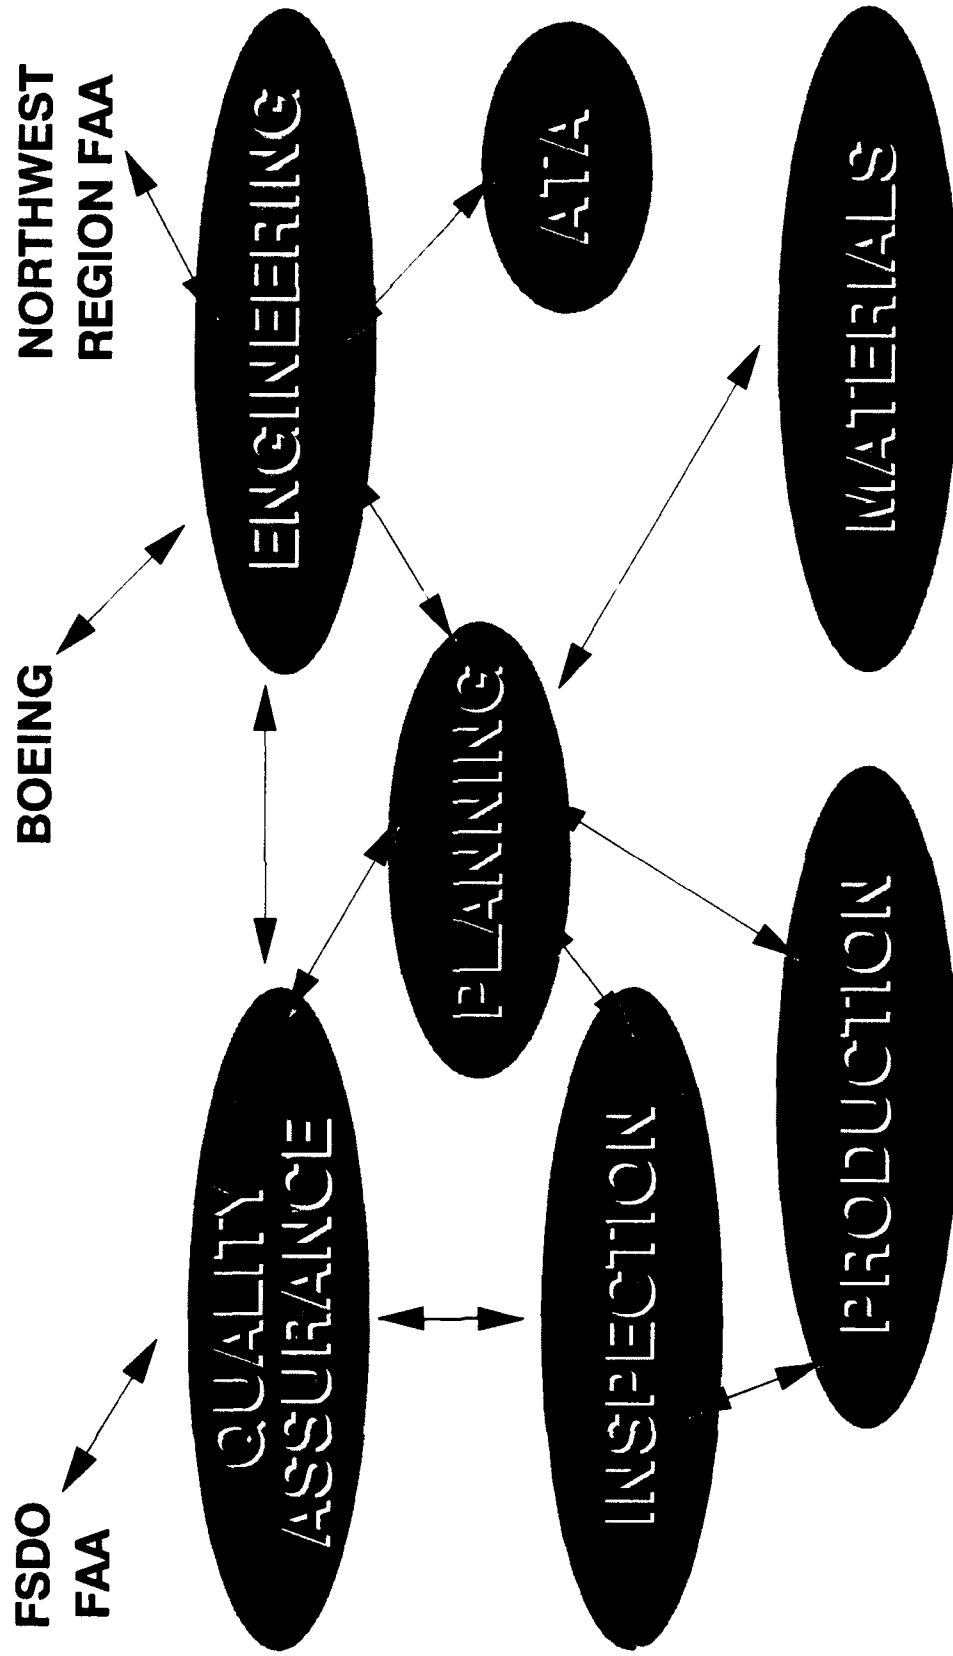 FSDO
FAA
BOEING
NORTHWEST
REGION FAA
QUALITY
ASSURANCE
ENGINEERING
PLANNING
ATA
INSPECTION
PRODUCTION
MATERIALS